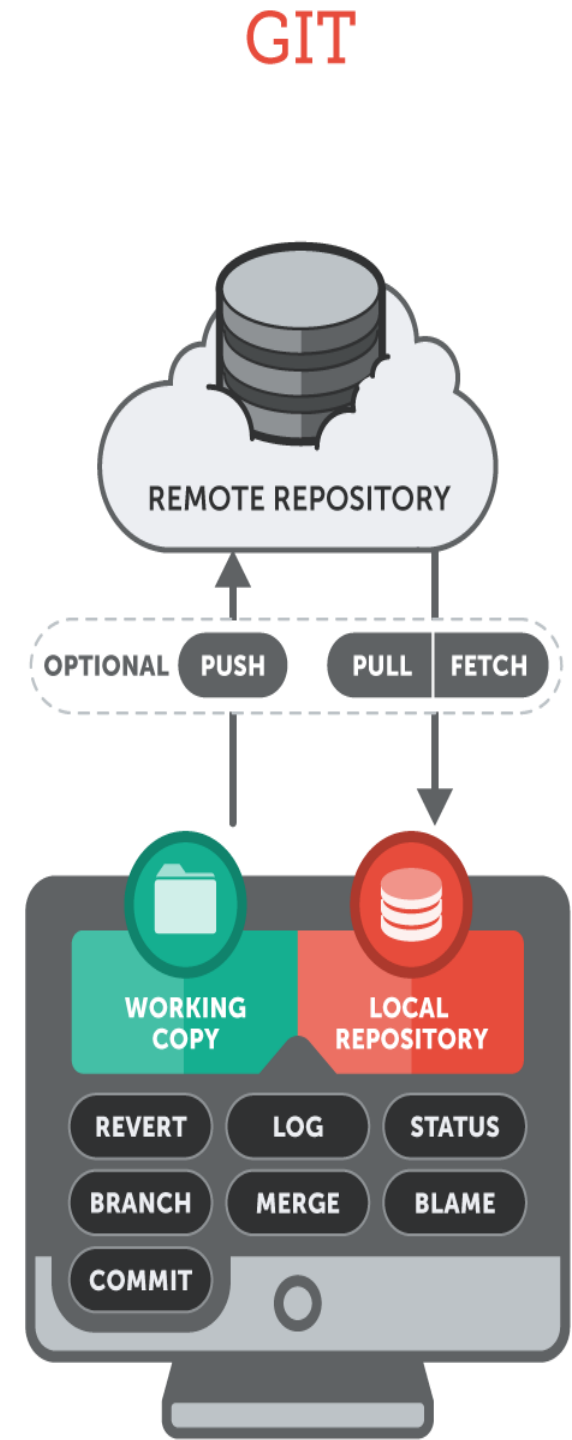 GIT
REMOTE REPOSITORY
OPTIONAL PUSH PULL FETCH
WORKING COPY
LOCAL REPOSITORY
REVERT LOG STATUS
BRANCH MERGE BLAME
COMMIT